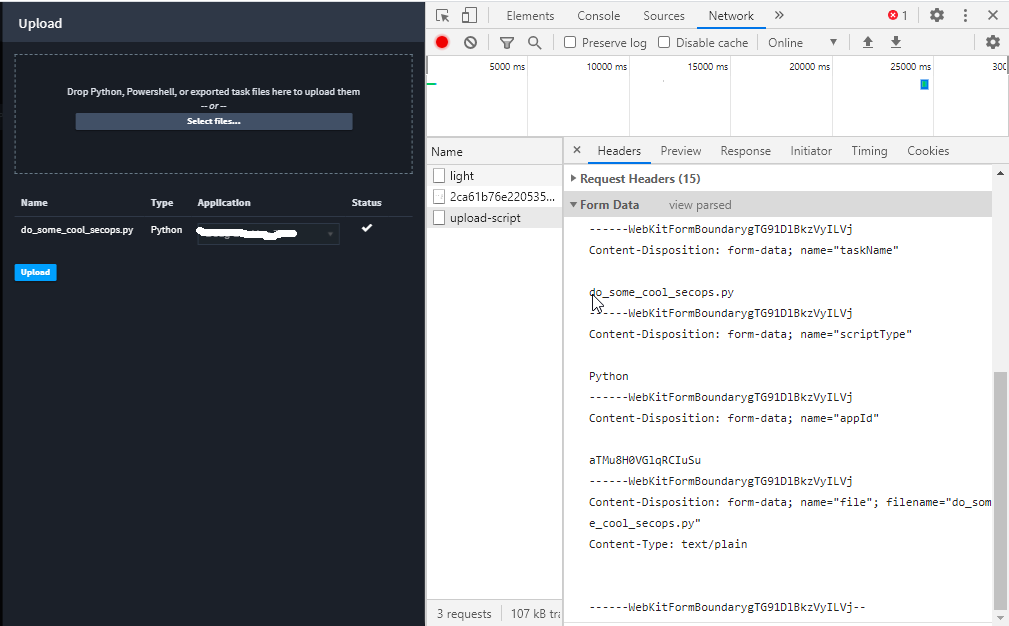 Upload
Drop Python, Powershell, or exported task files here to upload them
-- or --
Select files...
Name Type Application Status
do_some_cool_secops.py Python
Upload
Elements Console Sources Network 1
Preserve log Disable cache Online
5000 ms 10000 ms 15000 ms 20000 ms 25000 ms 300
Name
light
2ca61b76e220535...
upload-script
3 requests 107 kB tra
Headers Preview Response Initiator Timing Cookies
Request Headers (15)
Form Data view parsed
------WebKitFormBoundarygTG91DlBkzVyILVj
Content-Disposition: form-data; name="taskName"
do_some_cool_secops.py
------WebKitFormBoundarygTG91DlBkzVyILVj
Content-Disposition: form-data; name="scriptType"
Python
------WebKitFormBoundarygTG91DlBkzVyILVj
Content-Disposition: form-data; name="appId"
aTMu8H0VGlqRCIuSu
------WebKitFormBoundarygTG91DlBkzVyILVj
Content-Disposition: form-data; name="file"; filename="do_som
e_cool_secops.py"
Content-Type: text/plain
------WebKitFormBoundarygTG91DlBkzVyILVj--